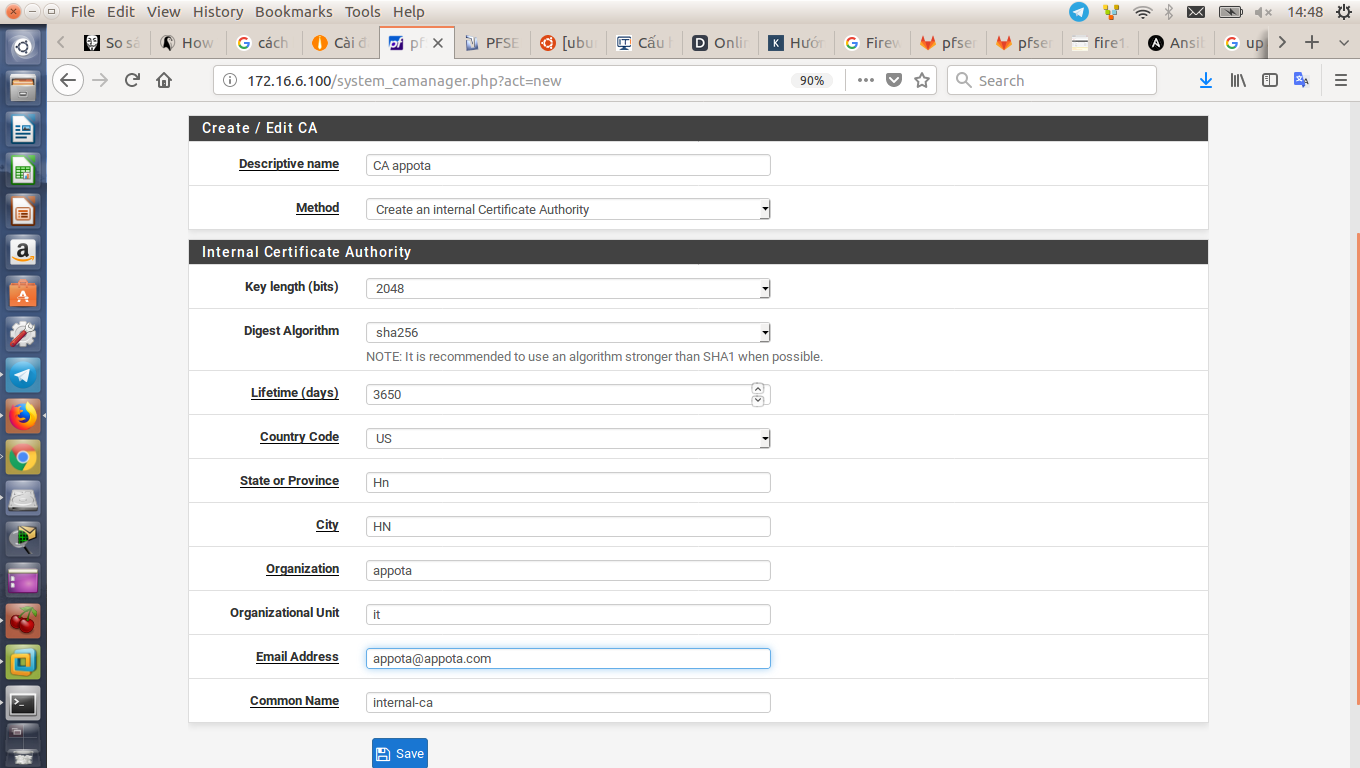 File Edit View History Bookmarks Tools Help 14:48
So sá How cách Cài đ pf PFSE [ubu Cấu Onlin Hướn Firew pfser pfser fire1 Ansil up
172.16.6.100/system_camanager.php?act=new 90% Search
Create / Edit CA
Descriptive name CA appota
Method Create an internal Certificate Authority
Internal Certificate Authority
Key length (bits) 2048
Digest Algorithm sha256
NOTE: It is recommended to use an algorithm stronger than SHA1 when possible.
Lifetime (days) 3650
Country Code US
State or Province Hn
City HN
Organization appota
Organizational Unit it
Email Address appota@appota.com
Common Name internal-ca
Save